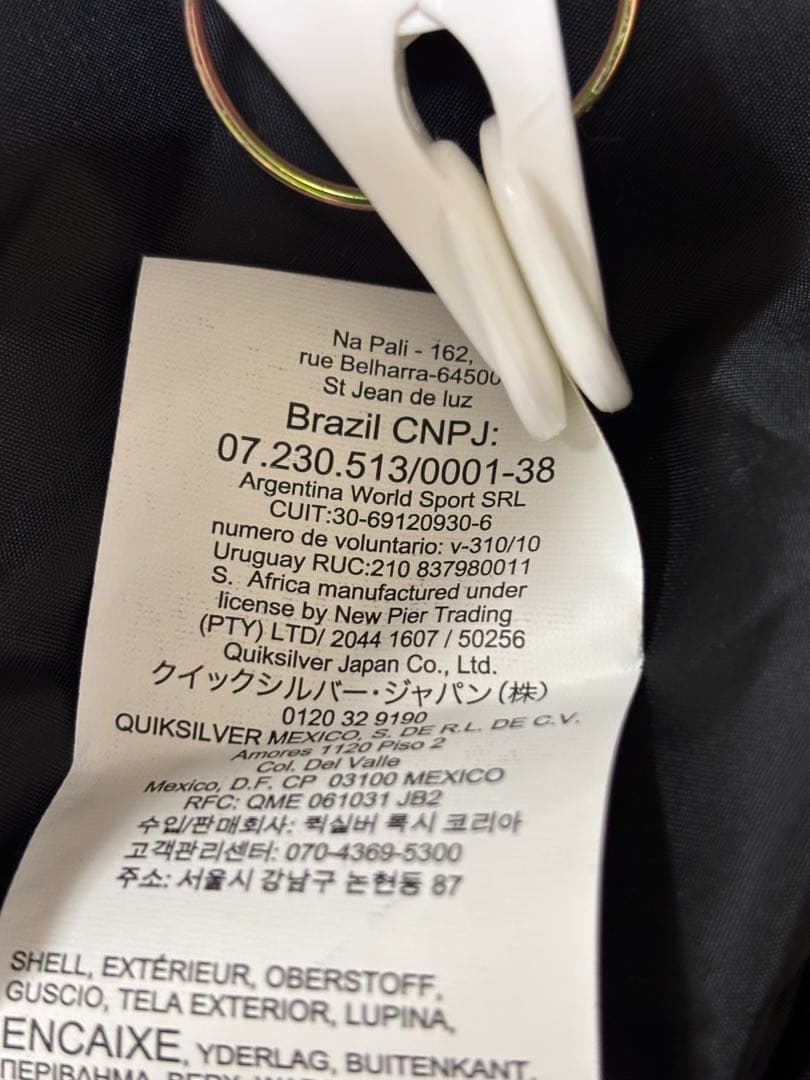 Na Pali - 162,
rue Belharra-64500
St Jean de luz
Brazil CNPJ:
07.230.513/0001-38
Argentina World Sport SRL
CUIT:30-69120930-6
numero de voluntario: v-310/10
Uruguay RUC:210 837980011
S. Africa manufactured under
license by New Pier Trading
(PTY) LTD/ 2044 1607 / 50256
Quiksilver Japan Co., Ltd.
クイックシルバー・ジャパン(株)
0120 32 9190
QUIKSILVER MEXICO, S. DE R.L. DE C.V.
Amores 1120 Piso 2
Col. Del Valle
Mexico, D.F. CP 03100 MEXICO
RFC: QME 061031 JB2
수입/판매회사: 퀵실버 록시 코리아
고객관리센터: 070-4369-5300
주소: 서울시 강남구 논현동 87
SHELL, EXTÉRIEUR, OBERSTOFF,
GUSCIO, TELA EXTERIOR, LUPINA,
ENCAIXE, YDERLAG, BUITENKANT,
ΠΕΡΙΒΛΗΜΑ,